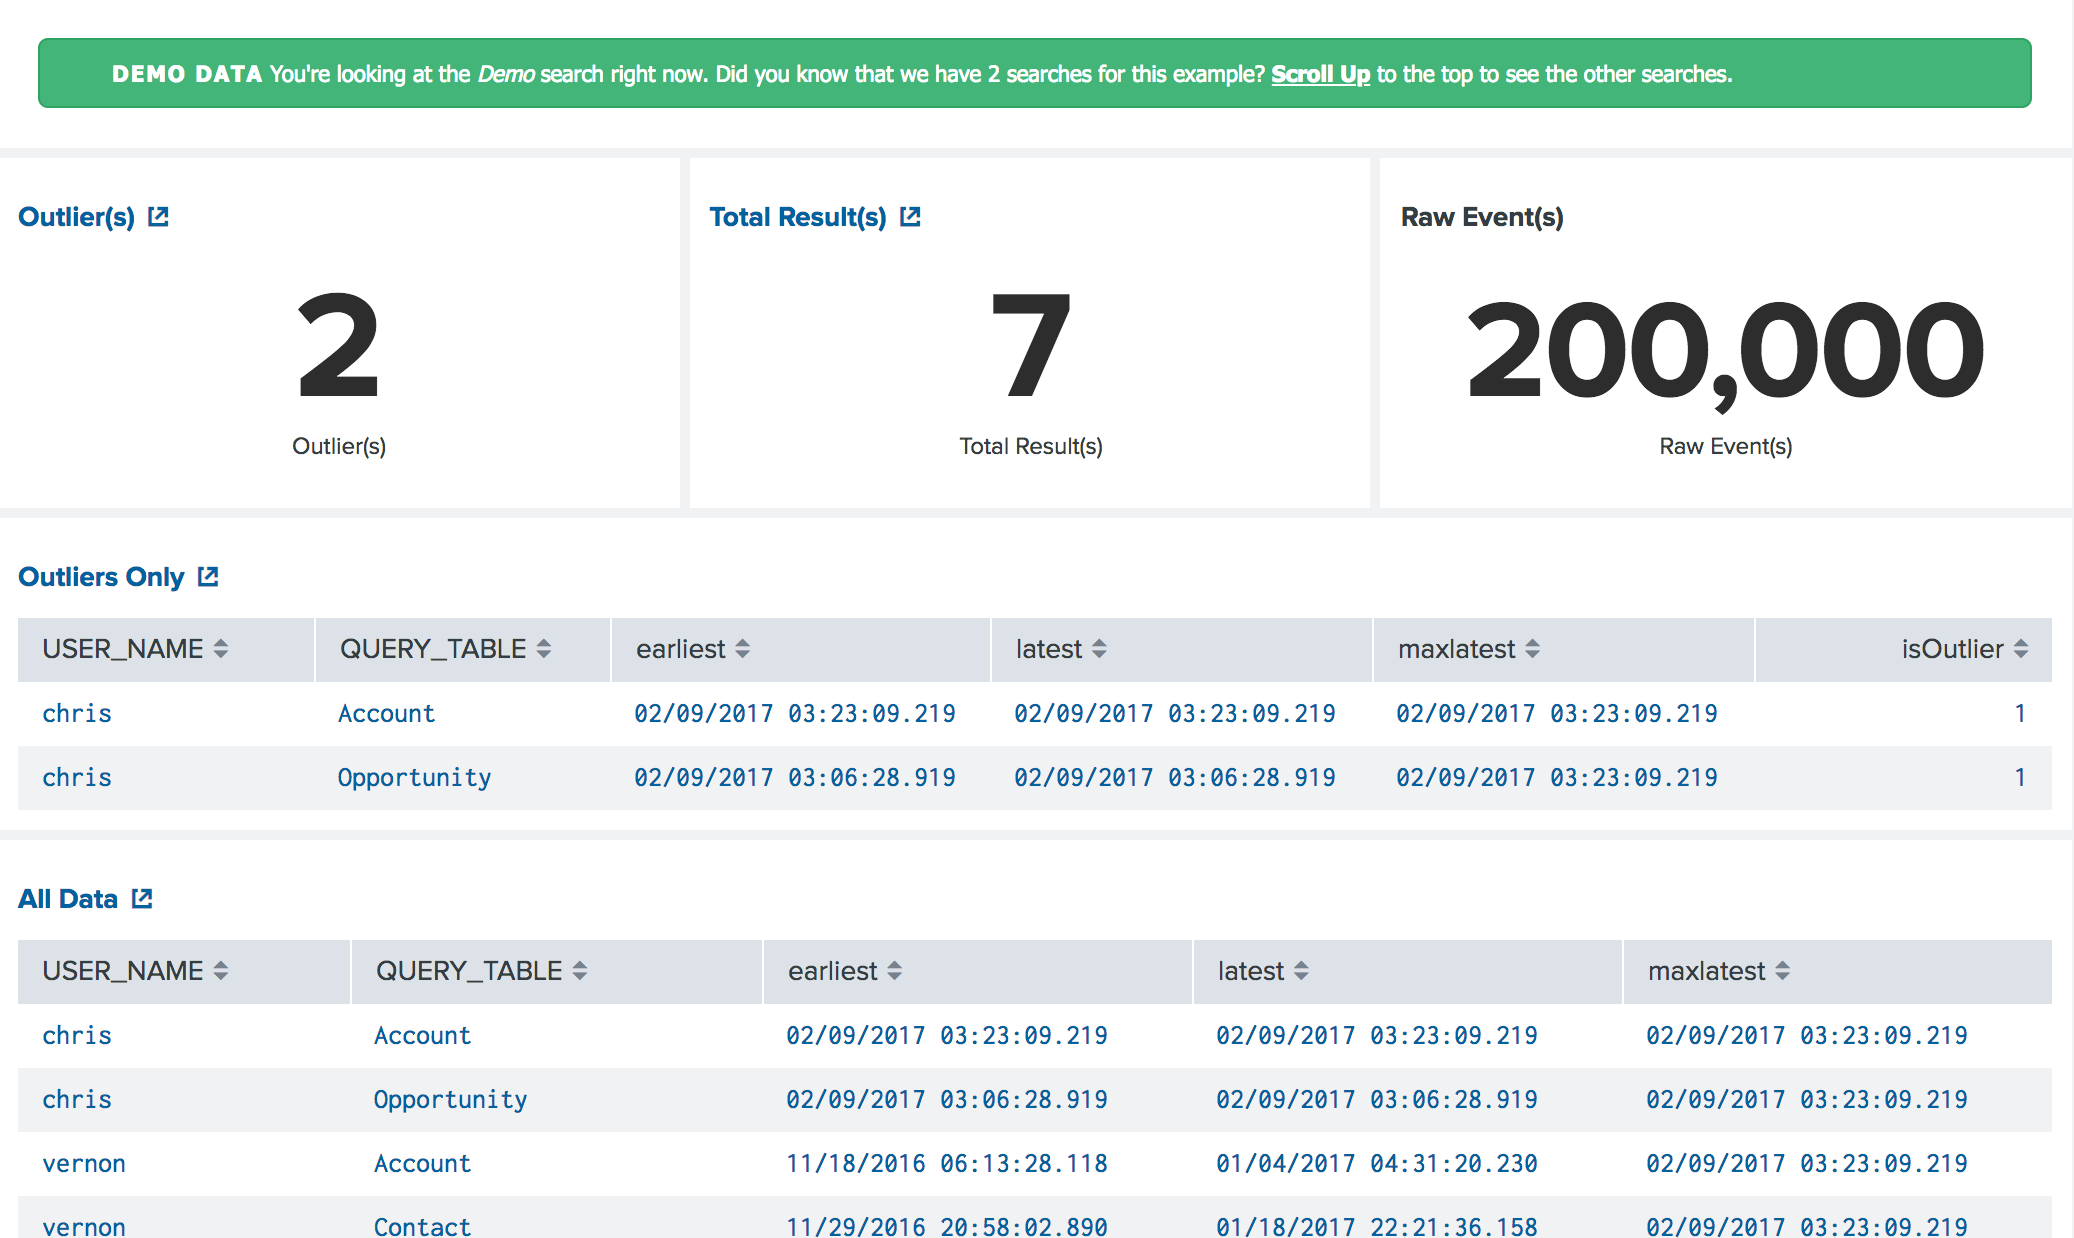 DEMO DATA You're looking at the Demo search right now. Did you know that we have 2 searches for this example? Scroll Up to the top to see the other searches.
Outlier(s) Total Result(s) Raw Event(s)
2 7 200,000
Outlier(s) Total Result(s) Raw Event(s)
Outliers Only
USER_NAME QUERY_TABLE earliest latest maxlatest isOutlier
chris Account 02/09/2017 03:23:09.219 02/09/2017 03:23:09.219 02/09/2017 03:23:09.219 1
chris Opportunity 02/09/2017 03:06:28.919 02/09/2017 03:06:28.919 02/09/2017 03:23:09.219 1
All Data
USER_NAME QUERY_TABLE earliest latest maxlatest
chris Account 02/09/2017 03:23:09.219 02/09/2017 03:23:09.219 02/09/2017 03:23:09.219
chris Opportunity 02/09/2017 03:06:28.919 02/09/2017 03:06:28.919 02/09/2017 03:23:09.219
vernon Account 11/18/2016 06:13:28.118 01/04/2017 04:31:20.230 02/09/2017 03:23:09.219
vernon Contact 11/29/2016 20:58:02.890 01/18/2017 22:21:36.158 02/09/2017 03:23:09.219